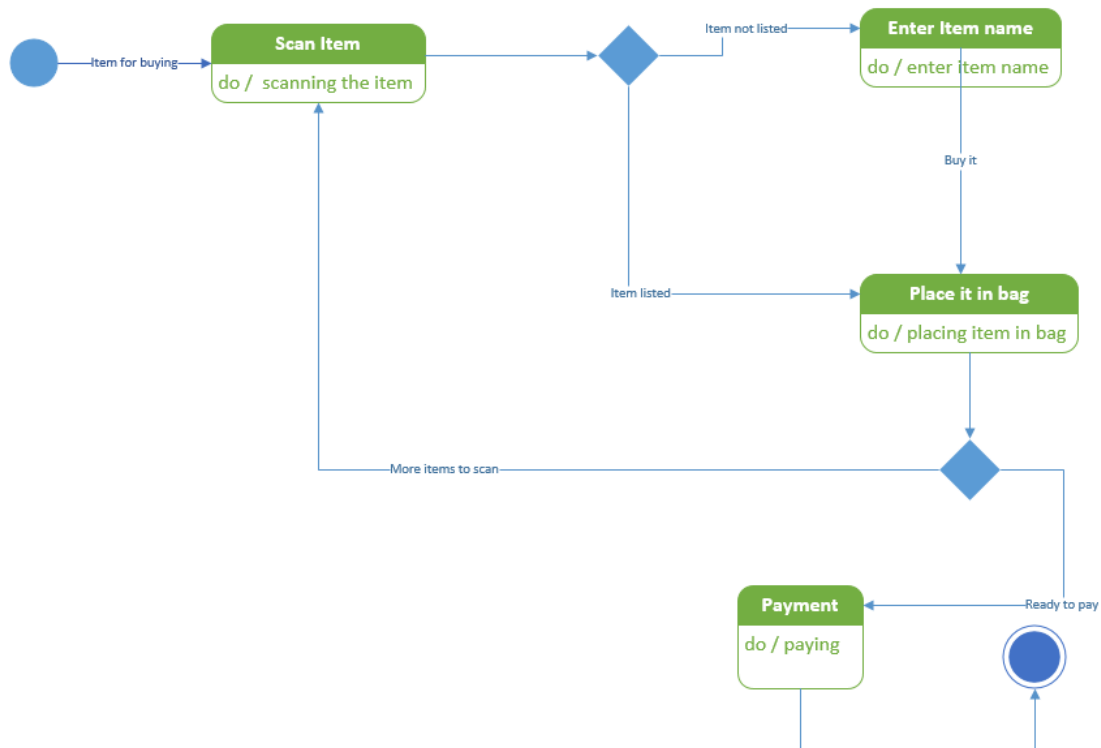 Item for buying
Scan Item
do /  scanning the item
Item not listed
Enter Item name
do / enter item name
Buy it
Item listed
Place it in bag
do / placing item in bag
More items to scan
Ready to pay
Payment
do / paying